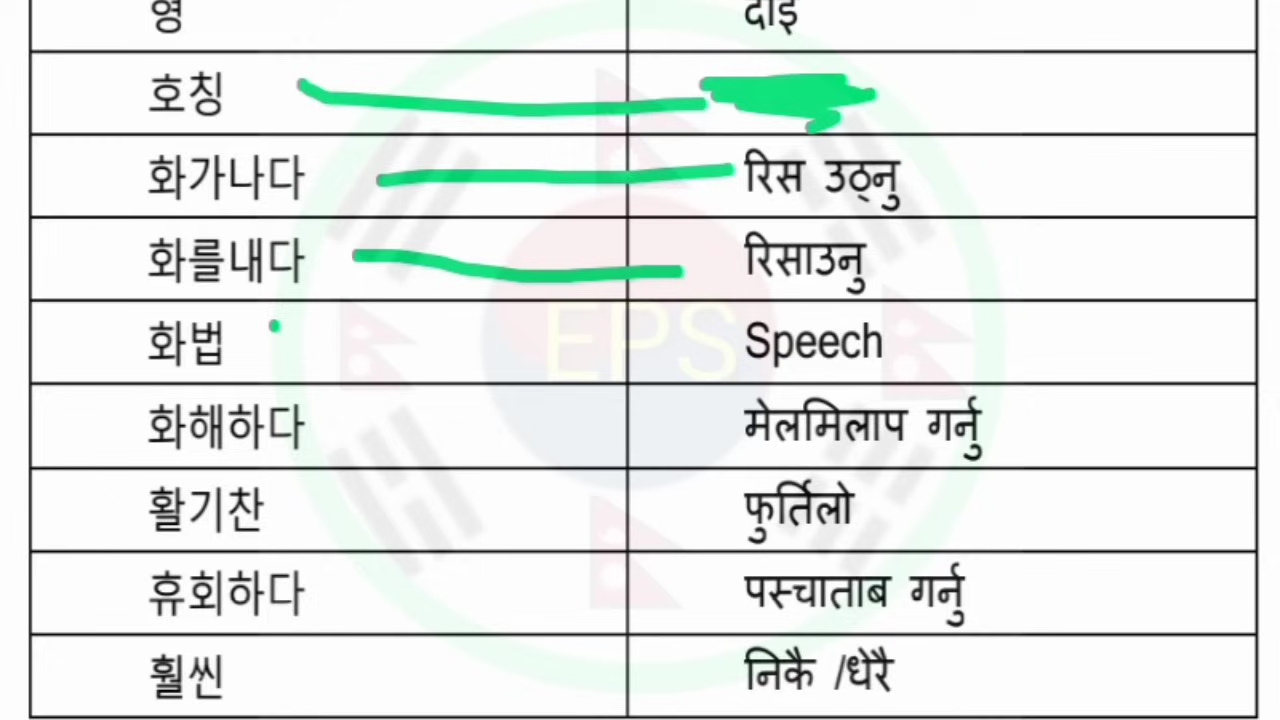 형 दाइ
호칭
화가나다 रिस उठ्नु
화를내다 रिसाउनु
화법 Speech
화해하다 मेलमिलाप गर्नु
활기찬 फुर्तिलो
휴회하다 पस्चाताब गर्नु
훨씬 निकै /धेरै
EPS